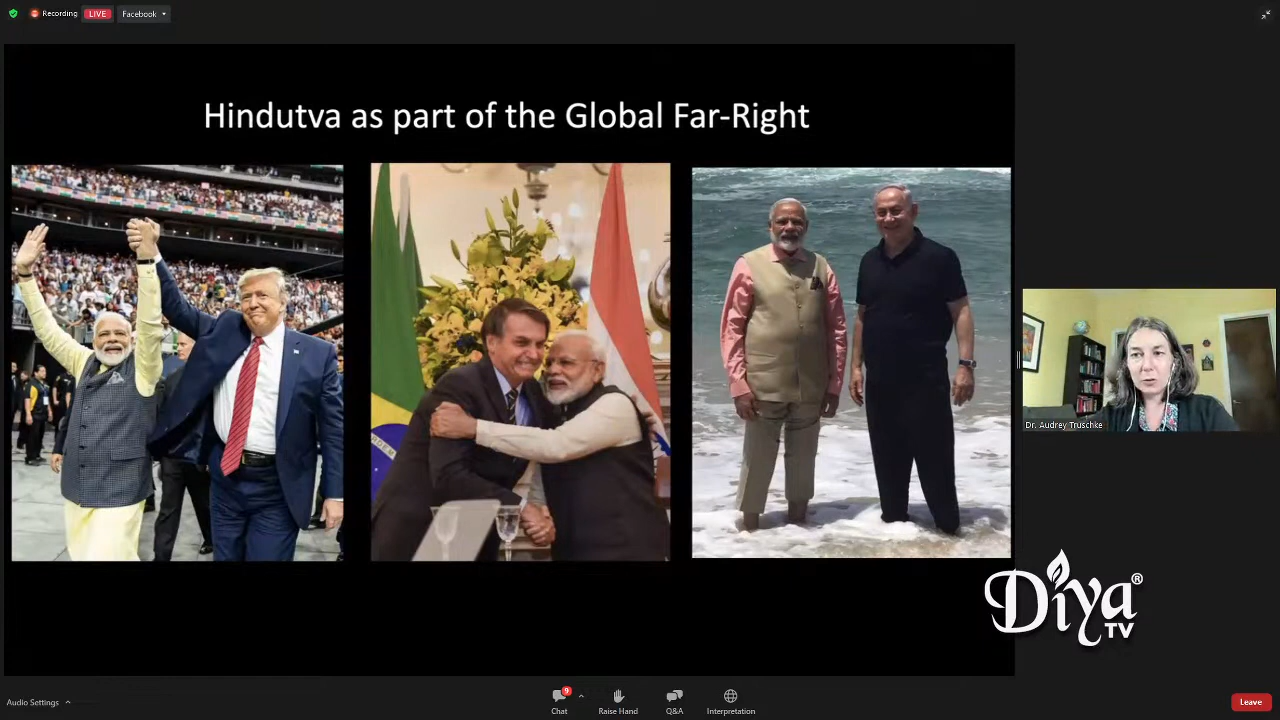 Recording
LIVE
Facebook
Hindutva as part of the Global Far-Right
Dr. Audrey Truschke
Diya®
TV
Audio Settings
9
Chat
Raise Hand
Q&A
Interpretation
Leave